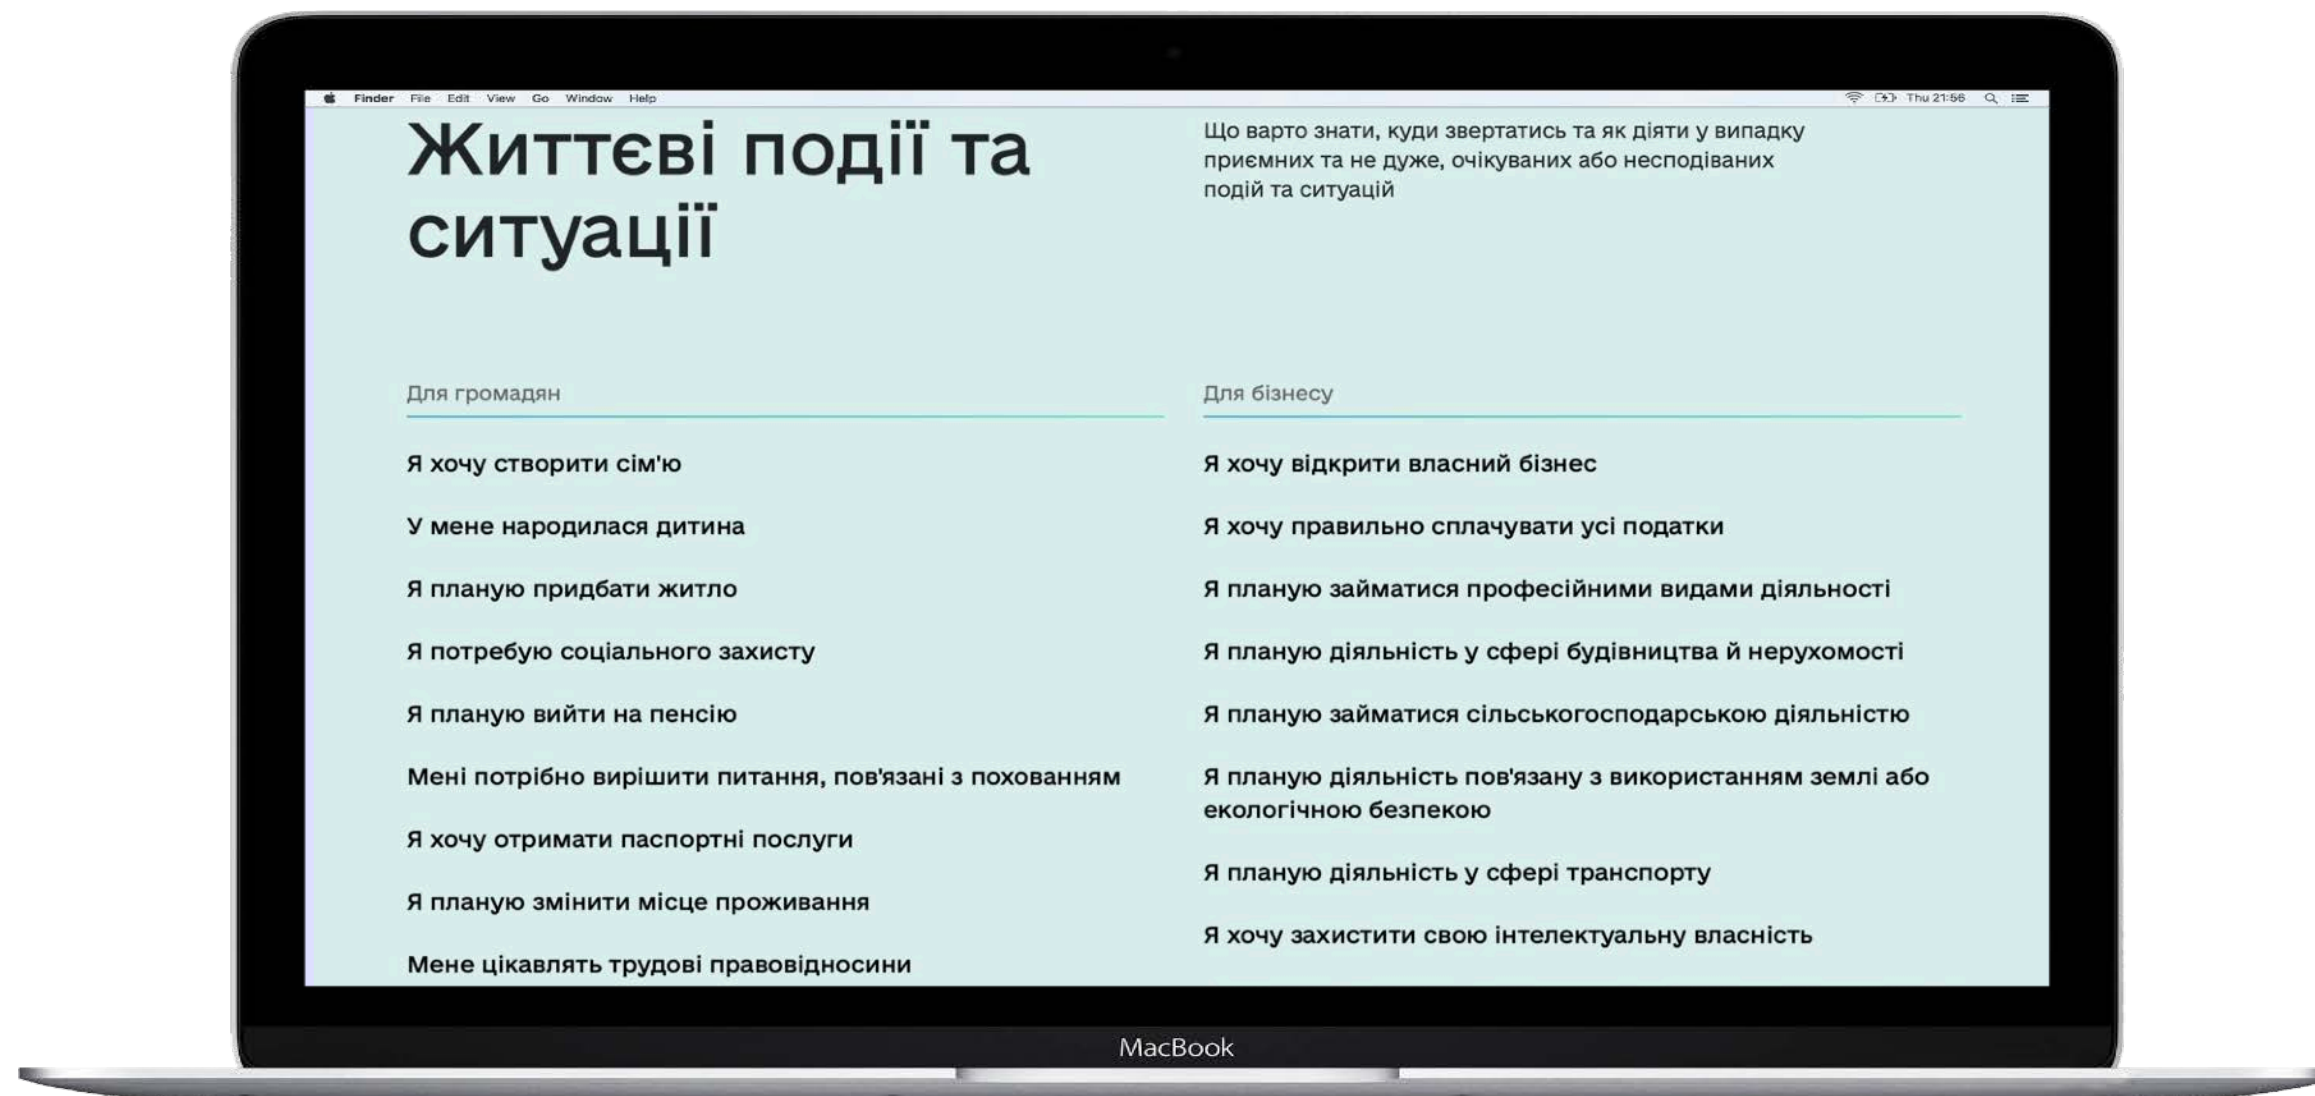 Finder File Edit View Go Window Help Thu 21:56
Життєві події та
ситуації
Що варто знати, куди звертатись та як діяти у випадку
приємних та не дуже, очікуваних або несподіваних
подій та ситуацій
Для громадян
Я хочу створити сім'ю
У мене народилася дитина
Я планую придбати житло
Я потребую соціального захисту
Я планую вийти на пенсію
Мені потрібно вирішити питання, пов'язані з похованням
Я хочу отримати паспортні послуги
Я планую змінити місце проживання
Мене цікавлять трудові правовідносини
Для бізнесу
Я хочу відкрити власний бізнес
Я хочу правильно сплачувати усі податки
Я планую займатися професійними видами діяльності
Я планую діяльність у сфері будівництва й нерухомості
Я планую займатися сільськогосподарською діяльністю
Я планую діяльність пов'язану з використанням землі або
екологічною безпекою
Я планую діяльність у сфері транспорту
Я хочу захистити свою інтелектуальну власність
MacBook